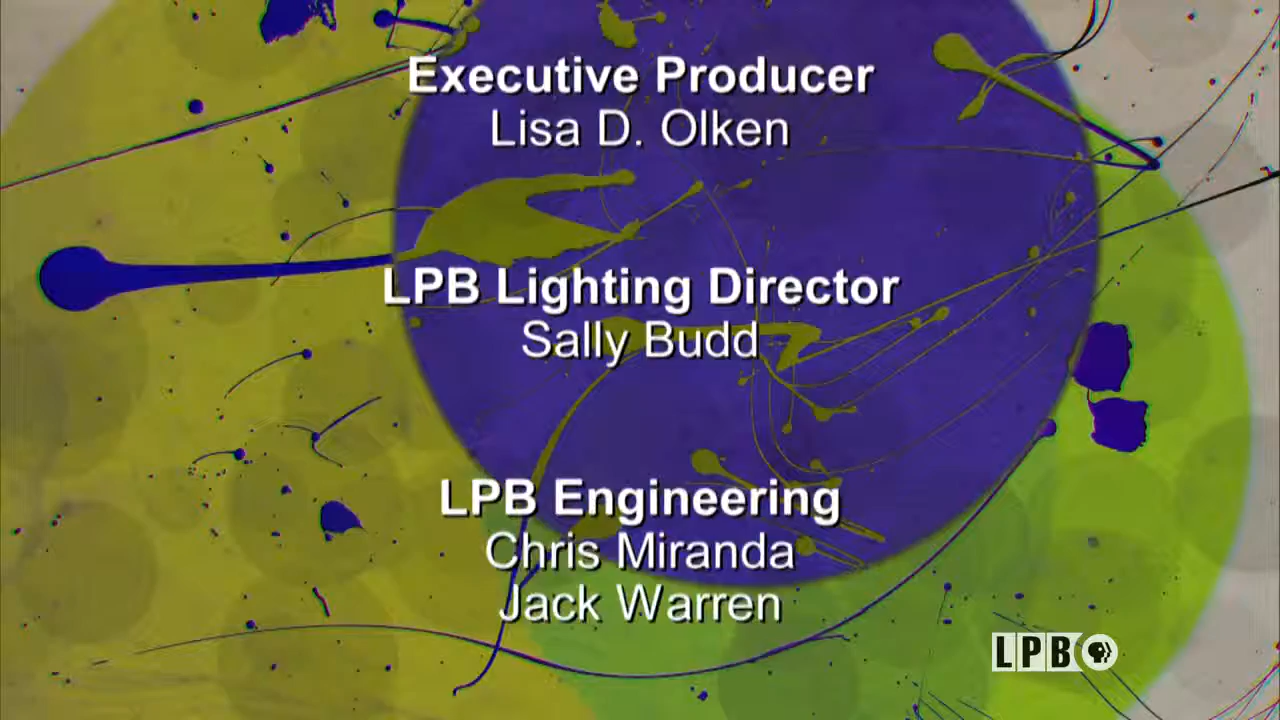 Executive Producer
Lisa D. Olken
LPB Lighting Director
Sally Budd
LPB Engineering
Chris Miranda
Jack Warren
LPB